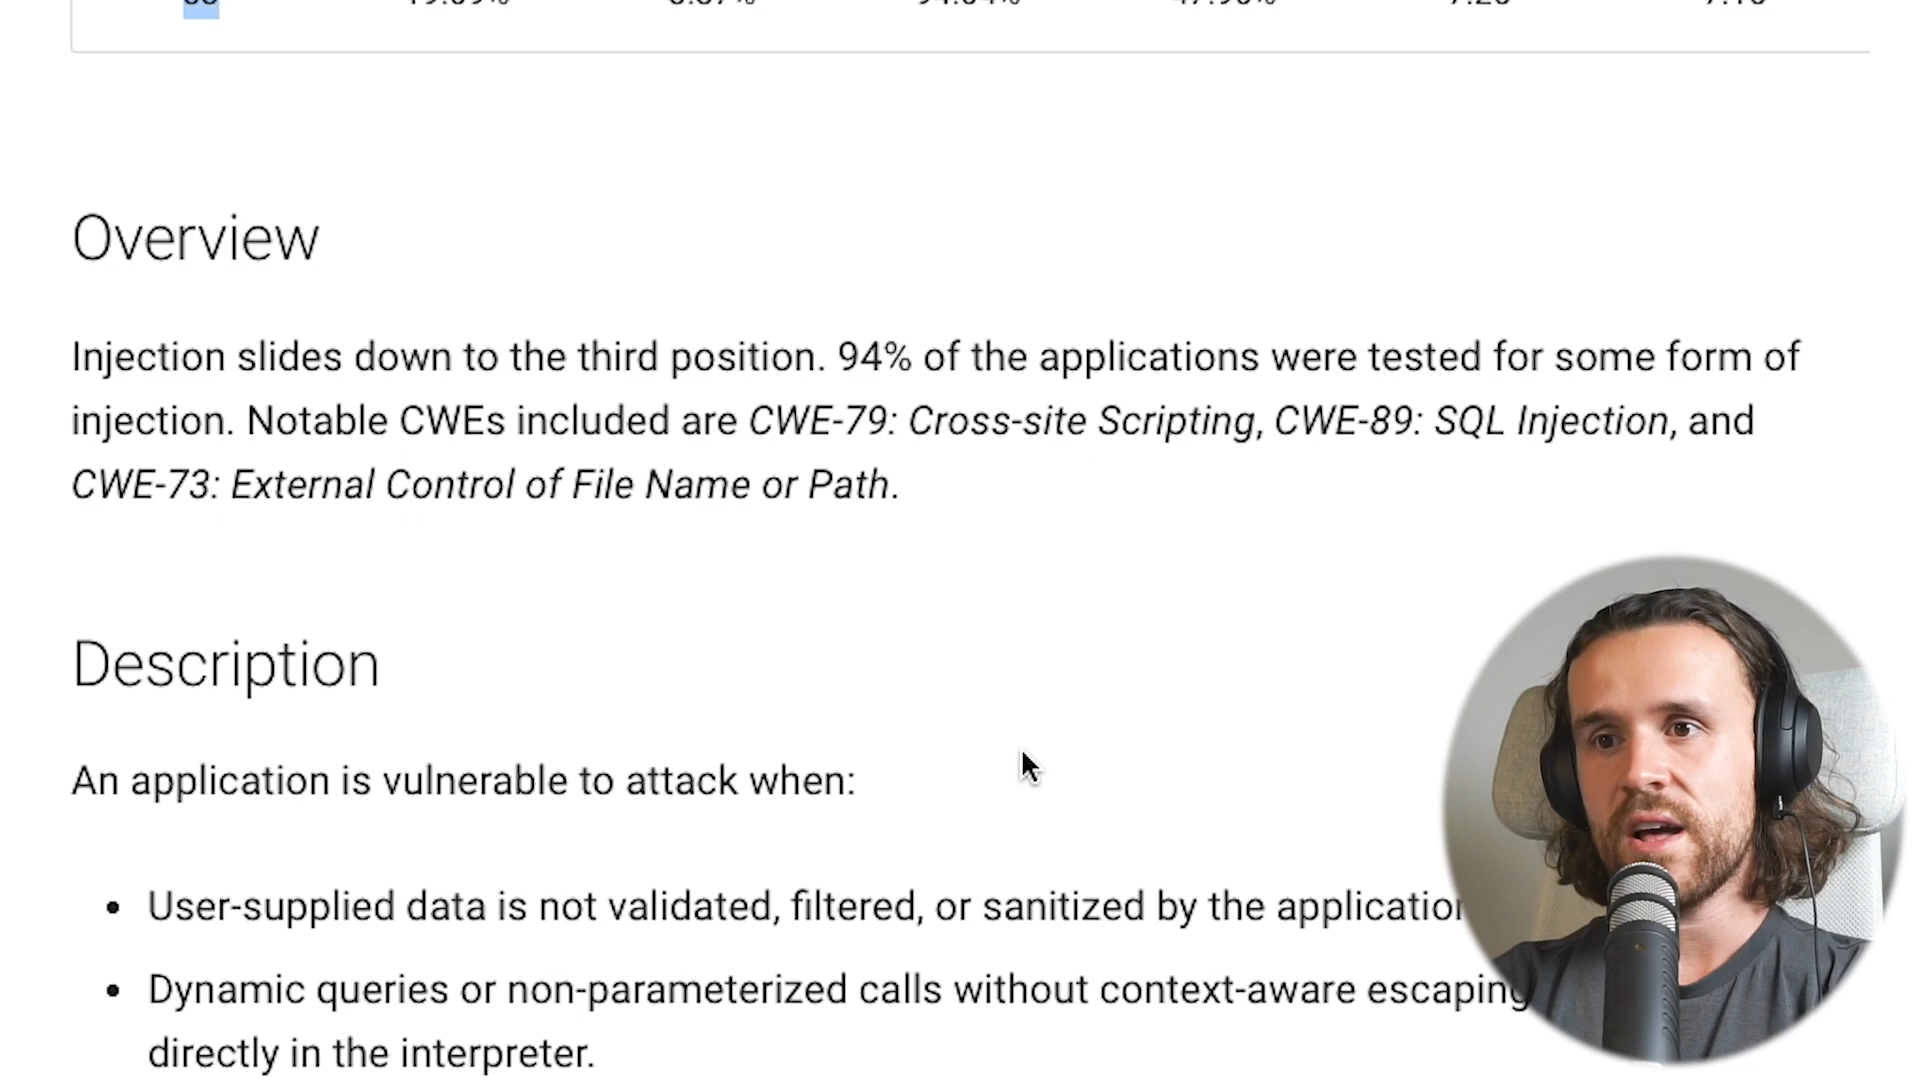 Overview
Injection slides down to the third position. 94% of the applications were tested for some form of
injection. Notable CWEs included are CWE-79: Cross-site Scripting, CWE-89: SQL Injection, and
CWE-73: External Control of File Name or Path.
Description
An application is vulnerable to attack when:
• User-supplied data is not validated, filtered, or sanitized by the
• Dynamic queries or non-parameterized calls without context-aware escaping
directly in the interpreter.